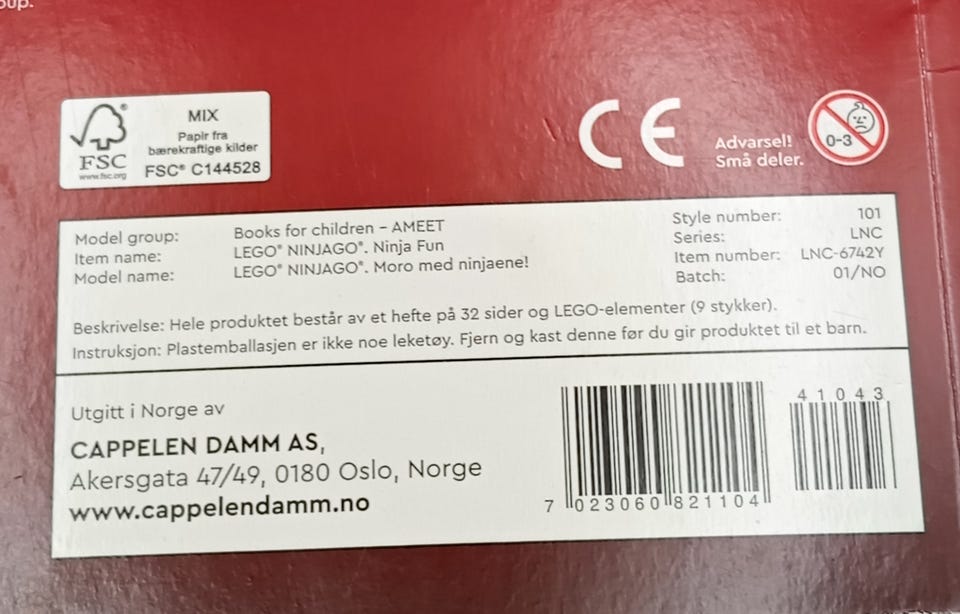 oup.
FSC
www.fsc.org
MIX
Papir fra
bærekraftige kilder
FSC® C144528
CE
Advarsel!
Små deler.
0-3
Model group: Books for children – AMEET
Item name: LEGO® NINJAGO®. Ninja Fun
Model name: LEGO® NINJAGO®. Moro med ninjaene!
Style number: 101
Series: LNC
Item number: LNC-6742Y
Batch: 01/NO
Beskrivelse: Hele produktet består av et hefte på 32 sider og LEGO-elementer (9 stykker).
Instruksjon: Plastemballasjen er ikke noe leketøy. Fjern og kast denne før du gir produktet til et barn.
Utgitt i Norge av
CAPPELEN DAMM AS,
Akersgata 47/49, 0180 Oslo, Norge
www.cappelendamm.no
7 023060 821104
41043